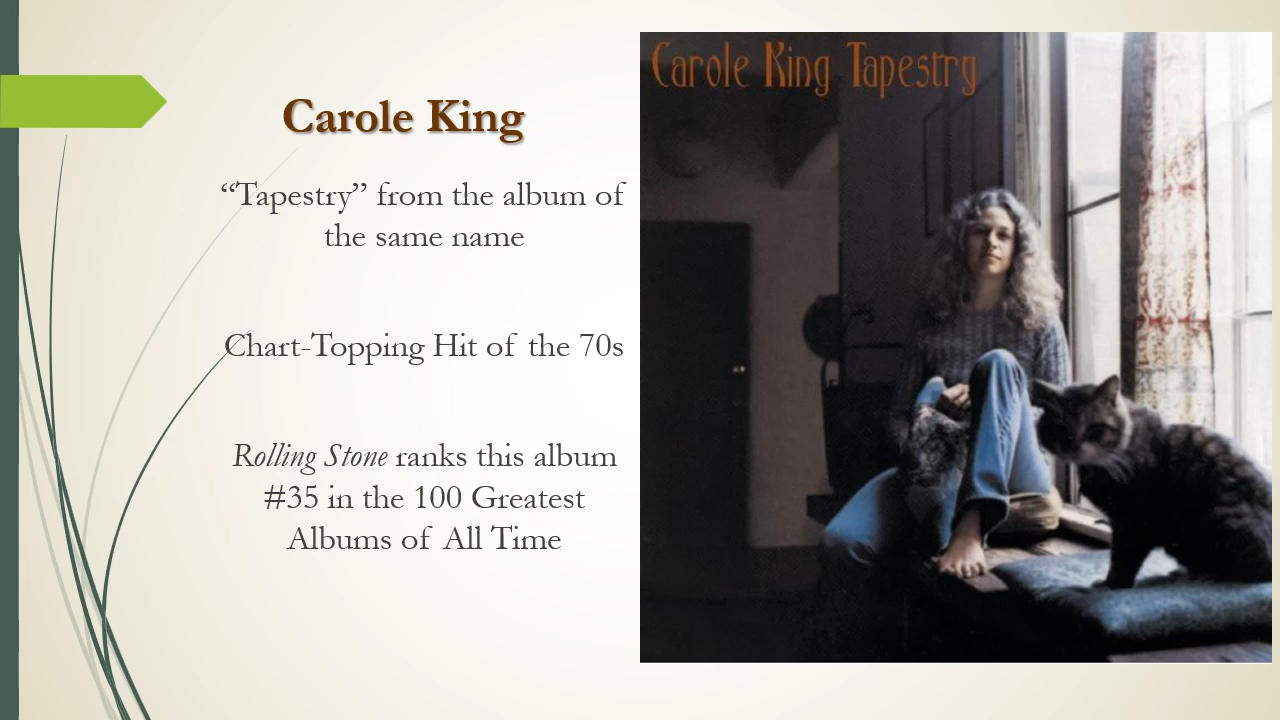 Carole King
“Tapestry” from the album of
the same name
Chart-Topping Hit of the 70s
Rolling Stone ranks this album
#35 in the 100 Greatest
Albums of All Time
Carole King Tapestry